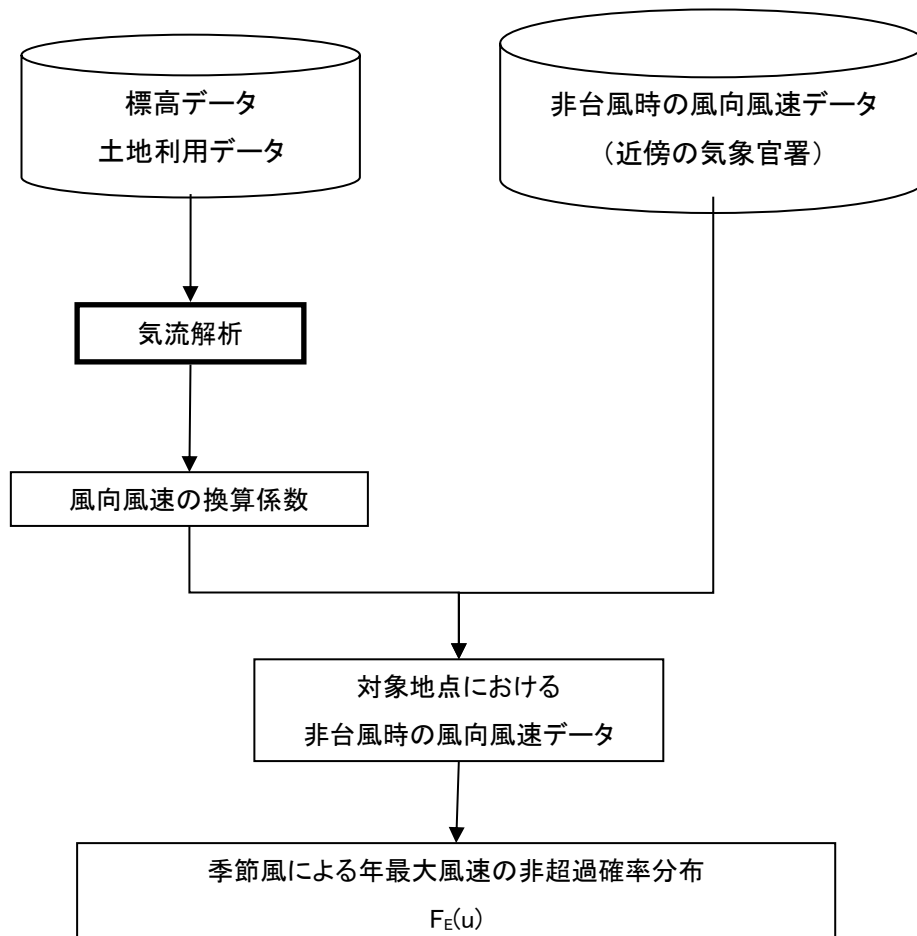 標高データ
土地利用データ
非台風時の風向風速データ
（近傍の気象官署）
気流解析
風向風速の換算係数
対象地点における
非台風時の風向風速データ
季節風による年最大風速の非超過確率分布
FE(u)